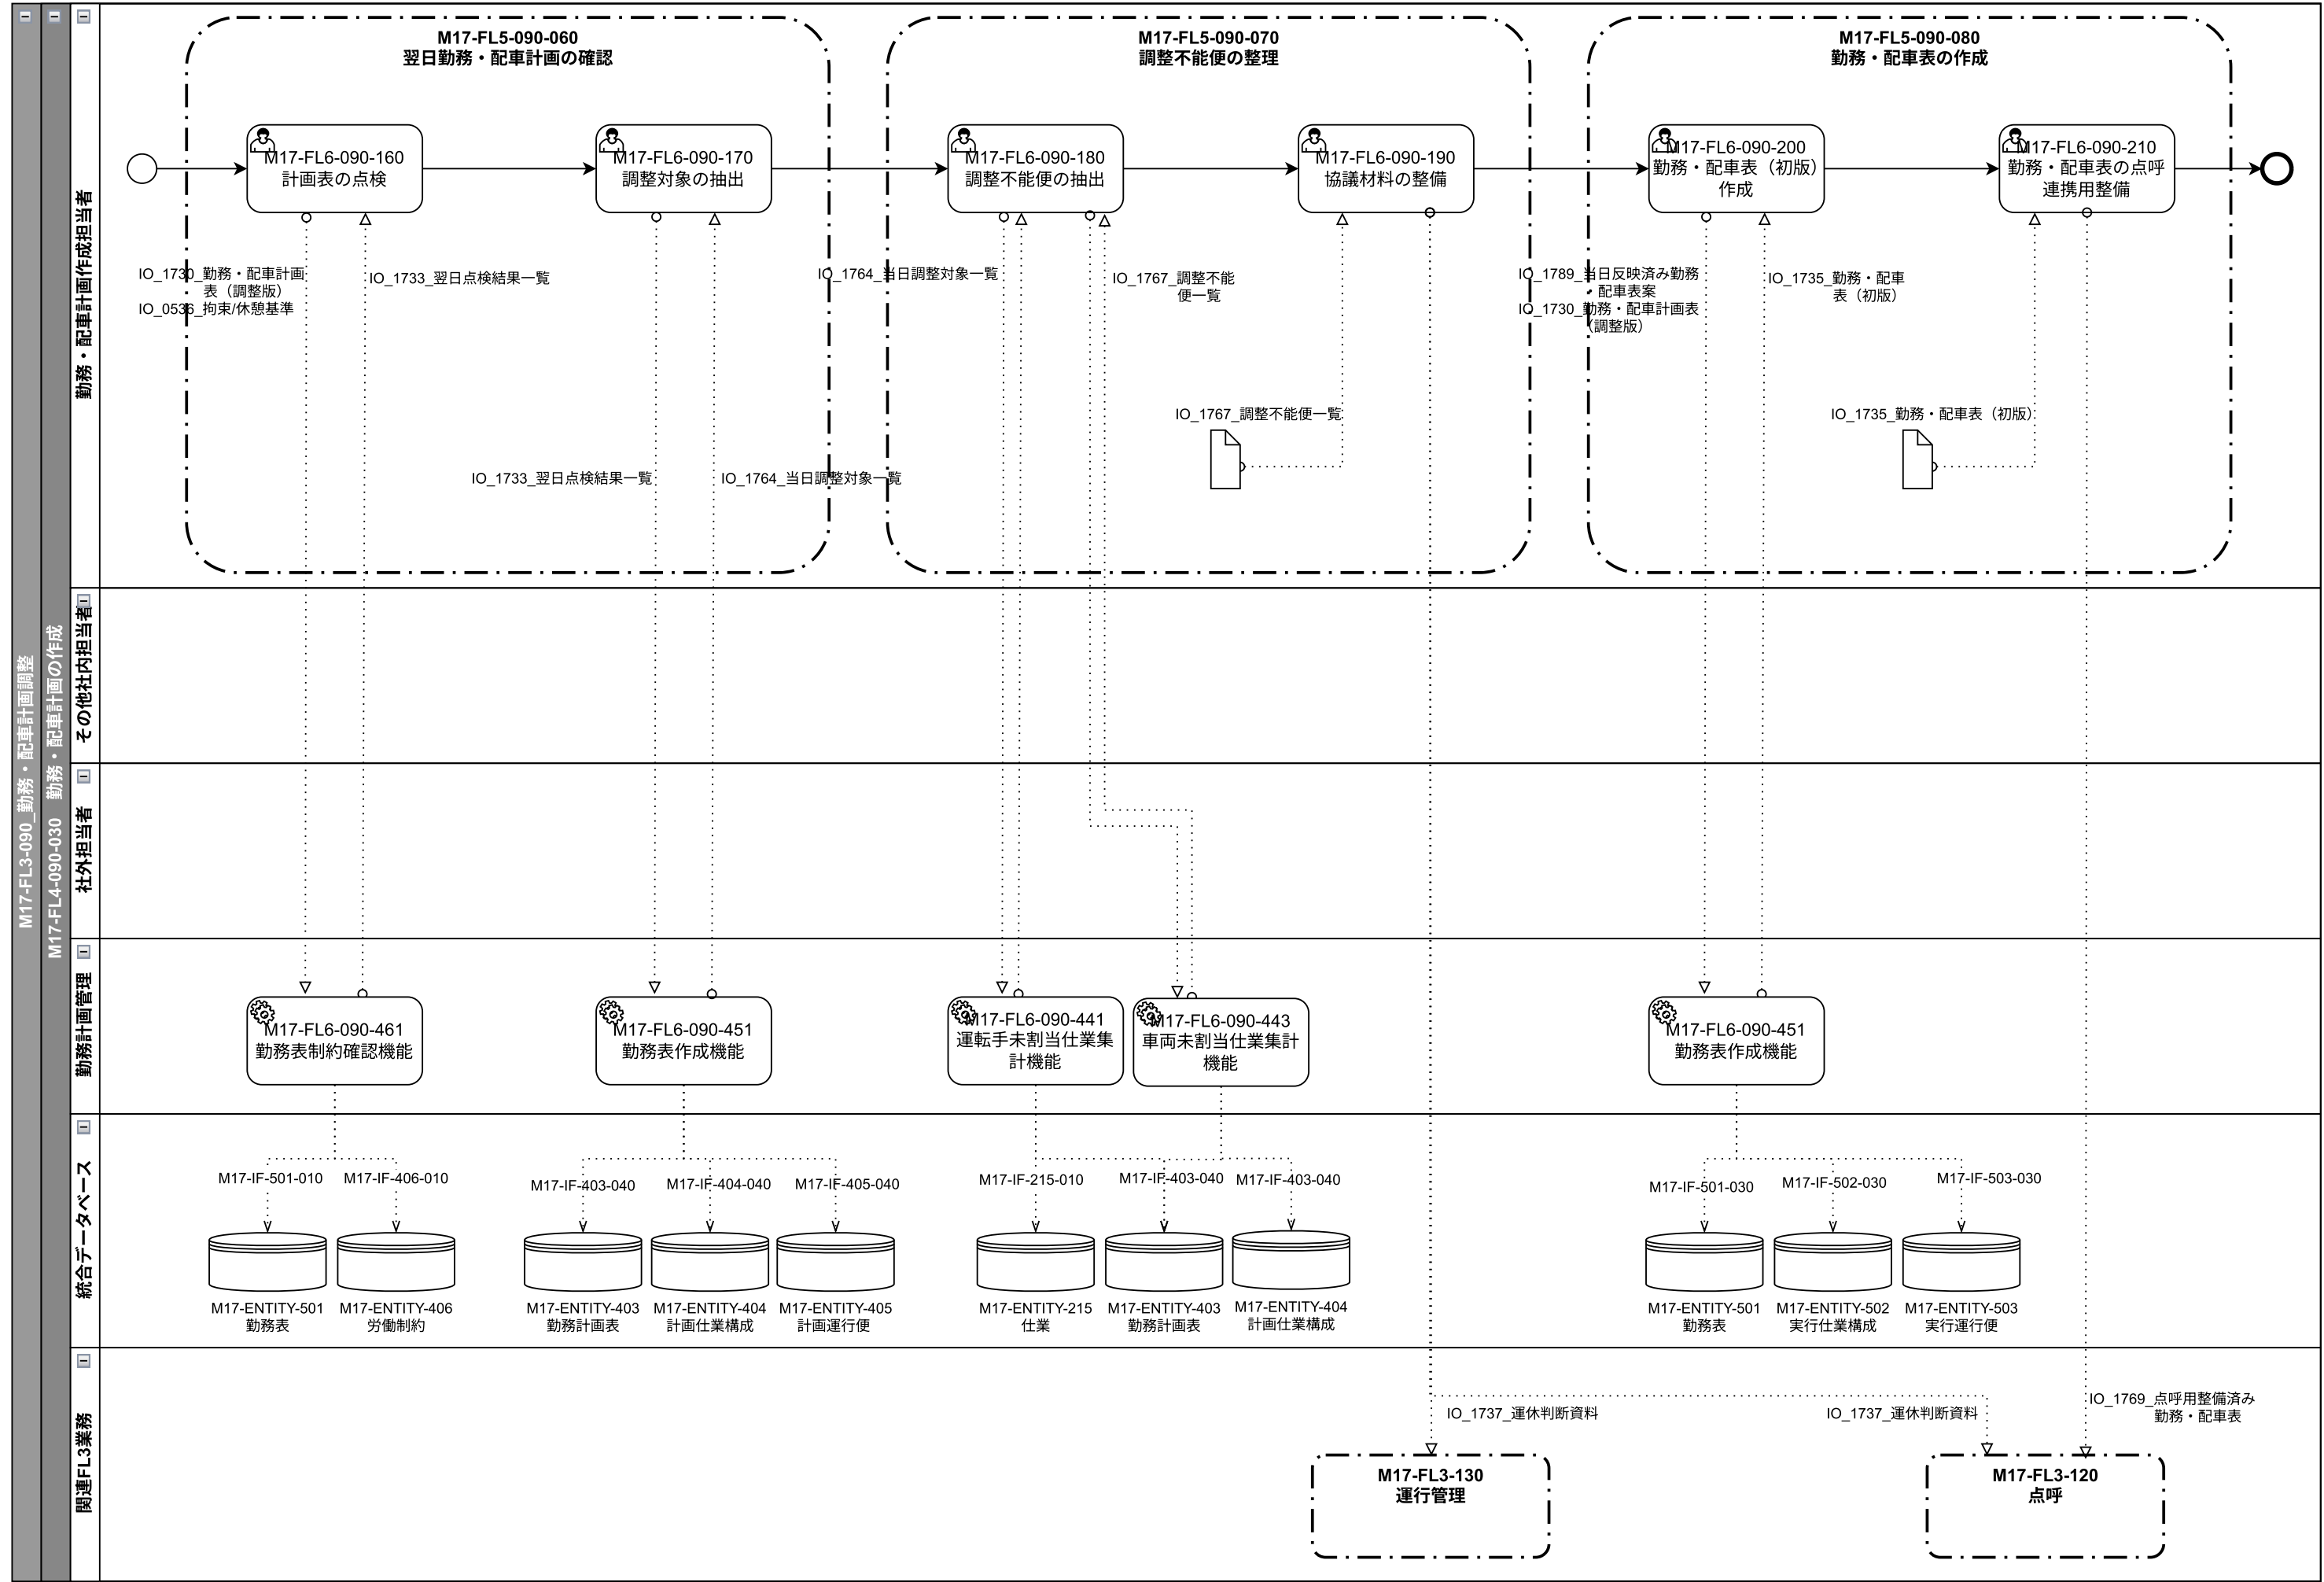 M17-FL3-090_勤務・配車計画調整
M17-FL4-090-030　勤務・配車計画の作成
勤務・配車計画作成担当者
M17-FL5-090-060
翌日勤務・配車計画の確認
M17-FL5-090-070
調整不能便の整理
M17-FL5-090-080
勤務・配車表の作成
M17-FL6-090-160
計画表の点検
M17-FL6-090-170
調整対象の抽出
M17-FL6-090-180
調整不能便の抽出
M17-FL6-090-190
協議材料の整備
M17-FL6-090-200
勤務・配車表（初版）
作成
M17-FL6-090-210
勤務・配車表の点呼
連携用整備
IO_1730_勤務・配車計画
表（調整版）
IO_0536_拘束/休憩基準
IO_1733_翌日点検結果一覧
IO_1764_当日調整対象一覧
IO_1767_調整不能
便一覧
IO_1789_当日反映済み勤務
・配車表案
IO_1730_勤務・配車計画表
（調整版）
IO_1735_勤務・配車
表（初版）
IO_1767_調整不能便一覧
IO_1735_勤務・配車表（初版）
IO_1733_翌日点検結果一覧
IO_1764_当日調整対象一覧
その他社内担当者
社外担当者
勤務計画管理
M17-FL6-090-461
勤務表制約確認機能
M17-FL6-090-451
勤務表作成機能
M17-FL6-090-441
運転手未割当仕業集
計機能
M17-FL6-090-443
車両未割当仕業集計
機能
M17-FL6-090-451
勤務表作成機能
統合データベース
M17-IF-501-010
M17-IF-406-010
M17-IF-403-040
M17-IF-404-040
M17-IF-405-040
M17-IF-215-010
M17-IF-403-040
M17-IF-403-040
M17-IF-501-030
M17-IF-502-030
M17-IF-503-030
M17-ENTITY-501
勤務表
M17-ENTITY-406
労働制約
M17-ENTITY-403
勤務計画表
M17-ENTITY-404
計画仕業構成
M17-ENTITY-405
計画運行便
M17-ENTITY-215
仕業
M17-ENTITY-403
勤務計画表
M17-ENTITY-404
計画仕業構成
M17-ENTITY-501
勤務表
M17-ENTITY-502
実行仕業構成
M17-ENTITY-503
実行運行便
関連FL3業務
IO_1737_運休判断資料
IO_1737_運休判断資料
IO_1769_点呼用整備済み
勤務・配車表
M17-FL3-130
運行管理
M17-FL3-120
点呼